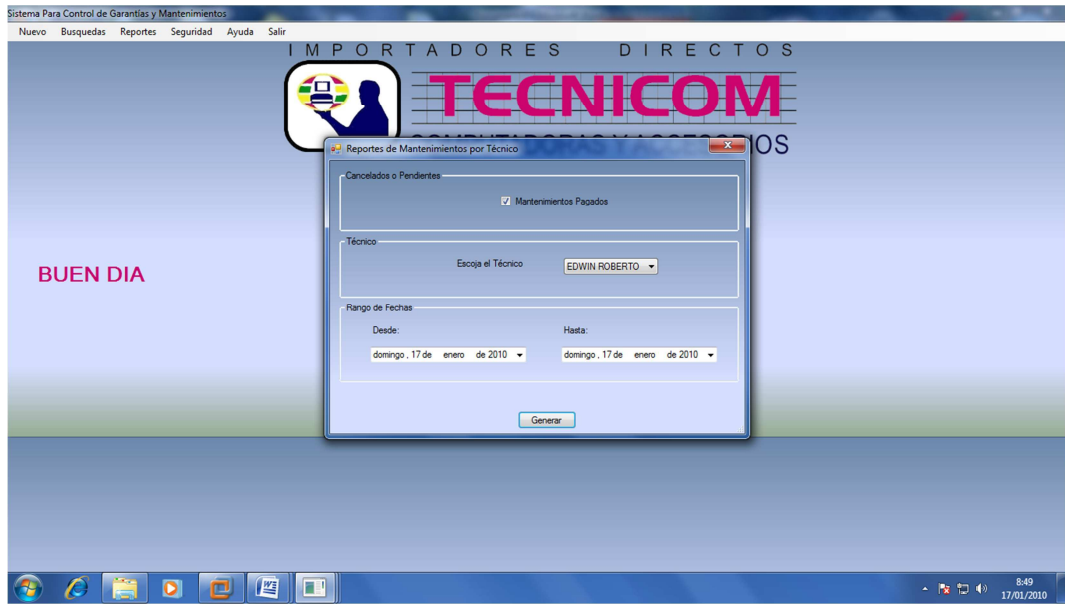 Sistema Para Control de Garantías y Mantenimientos
Nuevo Busquedas Reportes Seguridad Ayuda Salir
IMPORTADORES DIRECTOS
TECNICOM
COMPUTADORAS Y ACCESORIOS
Reportes de Mantenimientos por Técnico
Cancelados o Pendientes
Mantenimientos Pagados
Técnico
Escoja el Técnico EDWIN ROBERTO
BUEN DIA
Rango de Fechas
Desde: Hasta:
domingo , 17 de enero de 2010 domingo , 17 de enero de 2010
Generar
8:49
17/01/2010